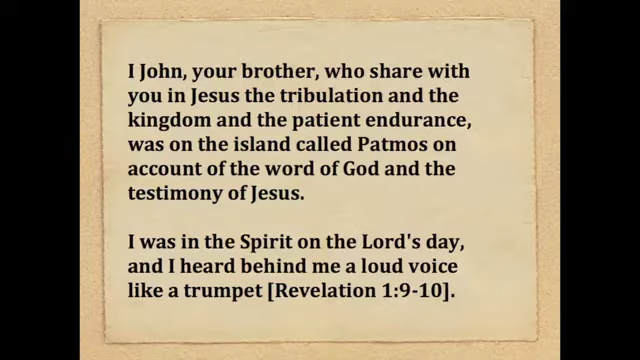 I John, your brother, who share with
you in Jesus the tribulation and the
kingdom and the patient endurance,
was on the island called Patmos on
account of the word of God and the
testimony of Jesus.
I was in the Spirit on the Lord's day,
and I heard behind me a loud voice
like a trumpet [Revelation 1:9-10].